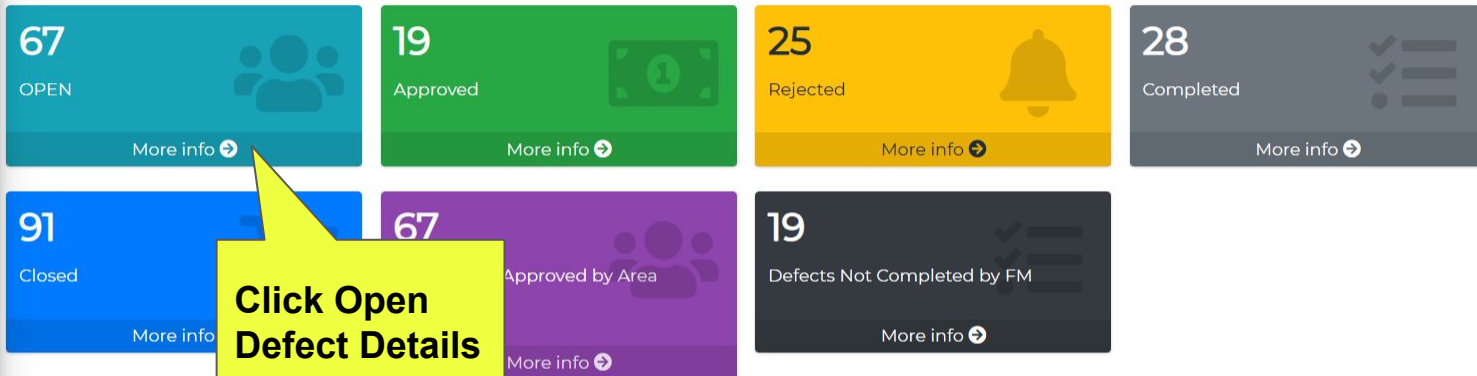 67
OPEN
More info
19
Approved
More info
25
Rejected
More info
28
Completed
More info
91
Closed
More info
67
Approved by Area
More info
19
Defects Not Completed by FM
More info
Click Open
Defect Details